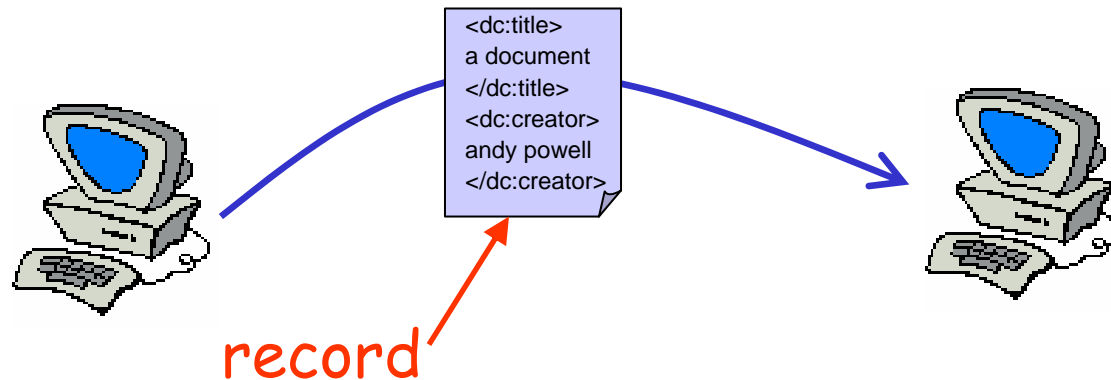 <dc:title>
a document
</dc:title>
<dc:creator>
andy powell
</dc:creator>
record